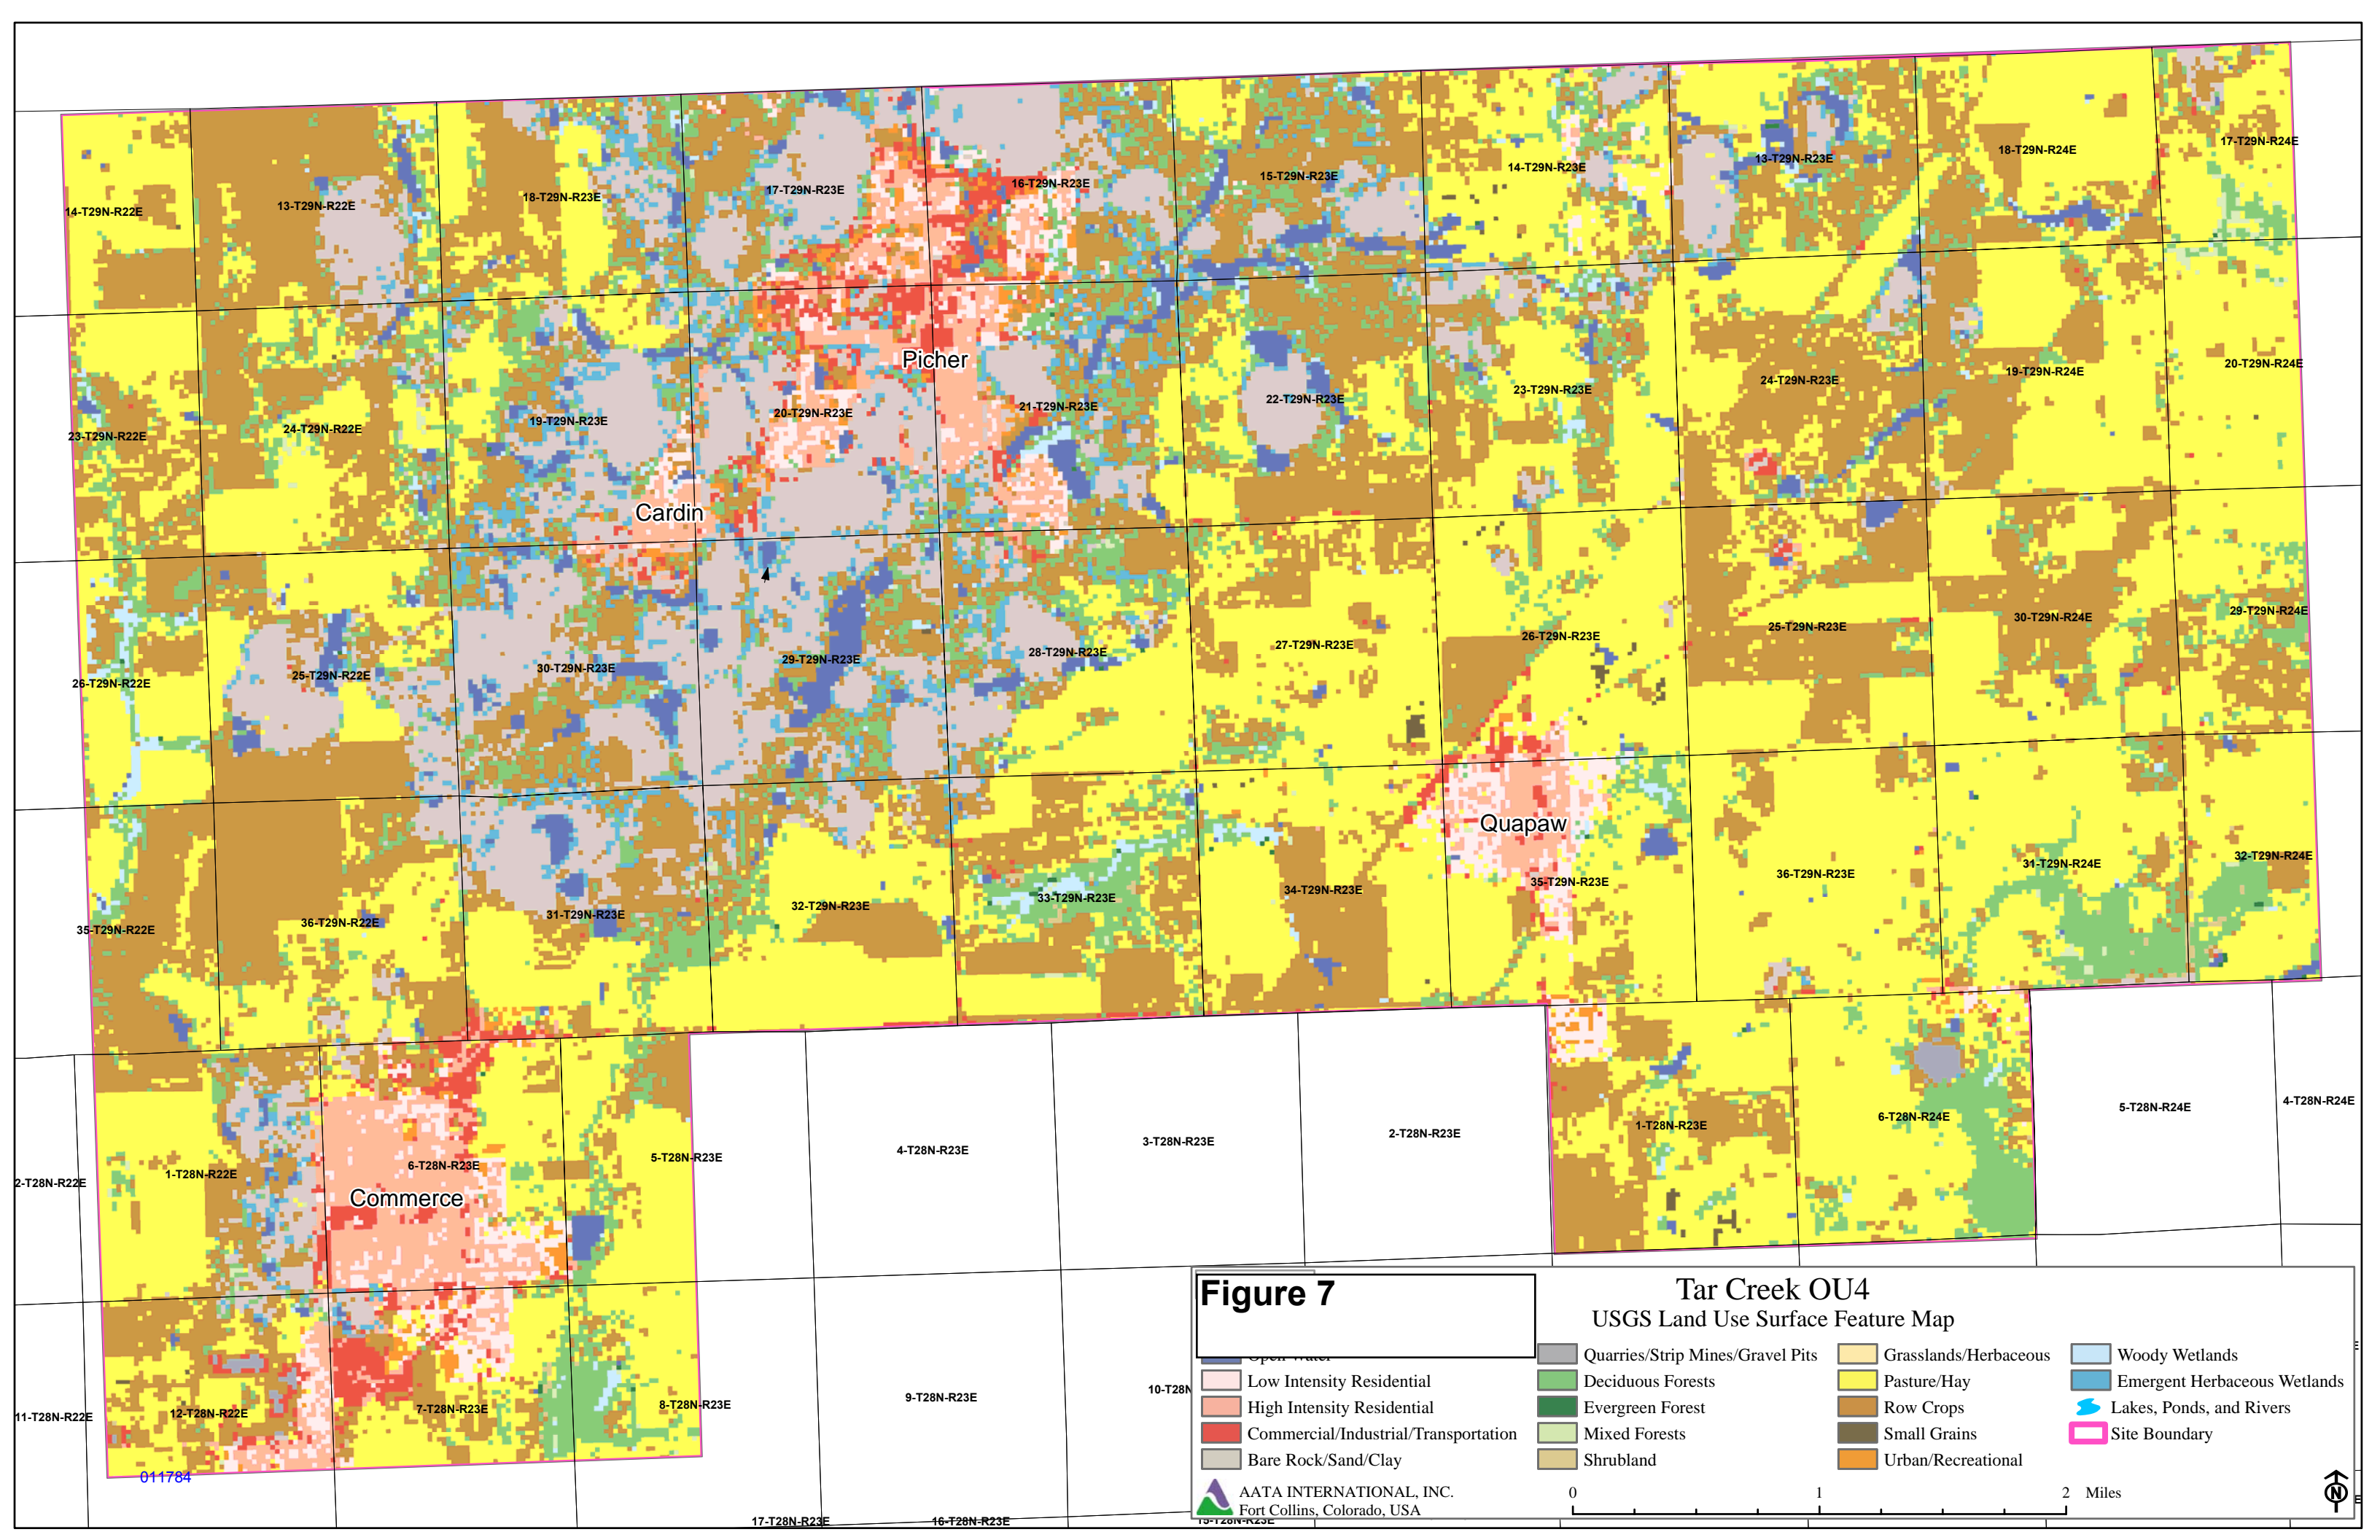 14-T29N-R22E
13-T29N-R22E
18-T29N-R23E
17-T29N-R23E
16-T29N-R23E
15-T29N-R23E
14-T29N-R23E
13-T29N-R23E
18-T29N-R24E
17-T29N-R24E
Picher
23-T29N-R22E
24-T29N-R22E
19-T29N-R23E
20-T29N-R23E
21-T29N-R23E
22-T29N-R23E
23-T29N-R23E
24-T29N-R23E
19-T29N-R24E
20-T29N-R24E
Cardin
26-T29N-R22E
25-T29N-R22E
30-T29N-R23E
29-T29N-R23E
28-T29N-R23E
27-T29N-R23E
26-T29N-R23E
25-T29N-R23E
30-T29N-R24E
29-T29N-R24E
Quapaw
35-T29N-R22E
36-T29N-R22E
31-T29N-R23E
32-T29N-R23E
33-T29N-R23E
34-T29N-R23E
35-T29N-R23E
36-T29N-R23E
31-T29N-R24E
32-T29N-R24E
2-T28N-R22E
1-T28N-R22E
6-T28N-R23E
5-T28N-R23E
4-T28N-R23E
3-T28N-R23E
2-T28N-R23E
1-T28N-R23E
6-T28N-R24E
5-T28N-R24E
4-T28N-R24E
Commerce
11-T28N-R22E
12-T28N-R22E
7-T28N-R23E
8-T28N-R23E
9-T28N-R23E
10-T28N
011784
17-T28N-R23E
16-T28N-R23E
15-T28N-R23E
Figure 7
Tar Creek OU4
USGS Land Use Surface Feature Map
Open Water
Low Intensity Residential
High Intensity Residential
Commercial/Industrial/Transportation
Bare Rock/Sand/Clay
Quarries/Strip Mines/Gravel Pits
Deciduous Forests
Evergreen Forest
Mixed Forests
Shrubland
Grasslands/Herbaceous
Pasture/Hay
Row Crops
Small Grains
Urban/Recreational
Woody Wetlands
Emergent Herbaceous Wetlands
Lakes, Ponds, and Rivers
Site Boundary
AATA INTERNATIONAL, INC.
Fort Collins, Colorado, USA
0 1 2 Miles
N